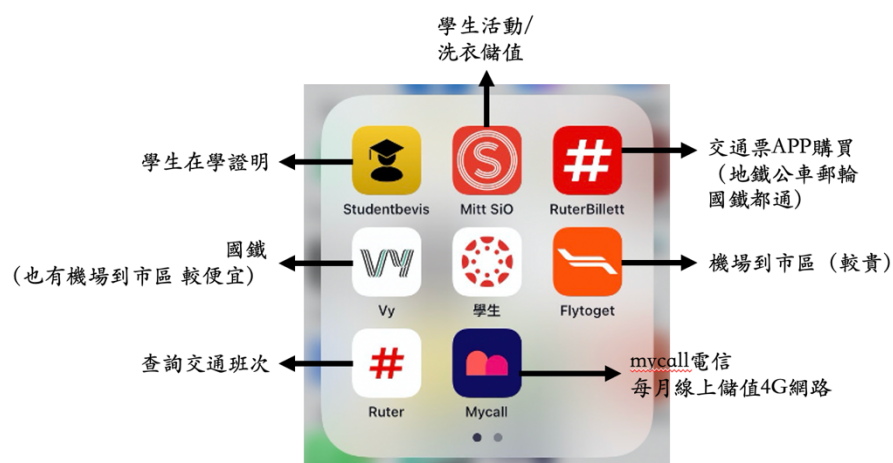 學生活動/
洗衣儲值
學生在學證明
Studentbevis
Mitt SiO
RuterBillett
交通票APP購買
（地鐵公車郵輪
國鐵都通）
國鐵
（也有機場到市區 較便宜）
Vy
學生
Flytoget
機場到市區（較貴）
查詢交通班次
Ruter
Mycall
mycall電信
每月線上儲值4G網路